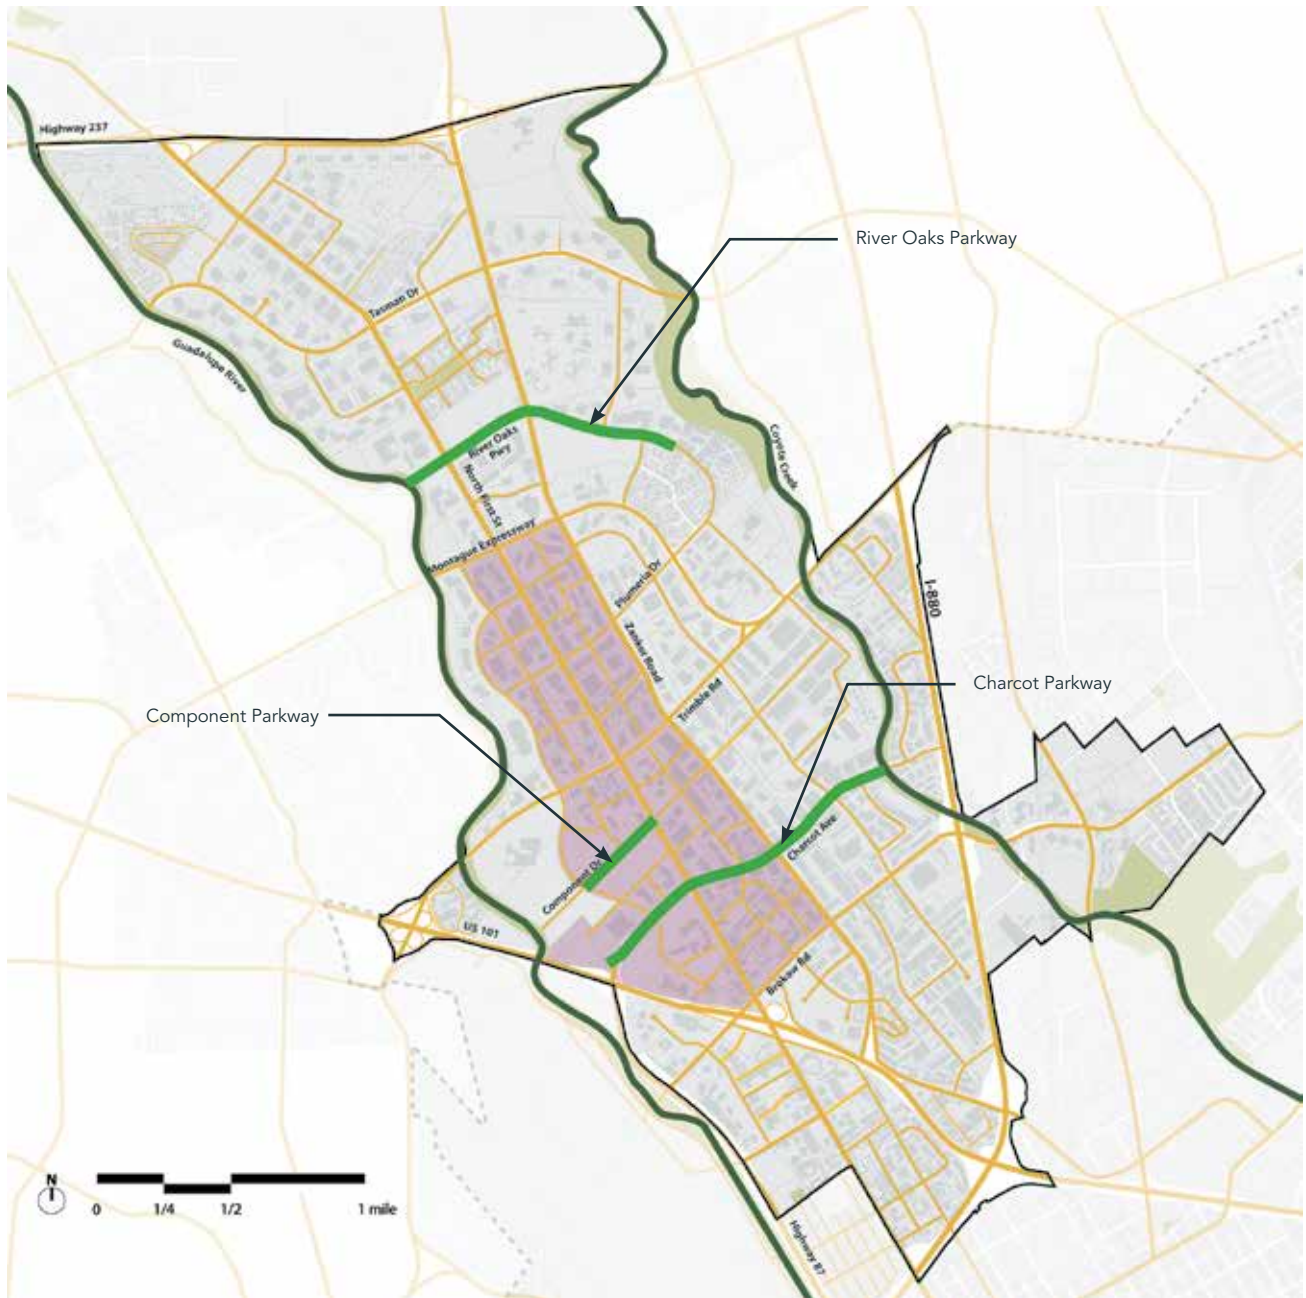 Highway 237
River Oaks Parkway
Tasman Dr
Guadalupe River
River Oaks
Pwy
Coyote Creek
North First St
Montague Expressway
Plumeria Dr
I-880
Zanker Road
Charcot Parkway
Trimble Rd
Component Parkway
Charcot Ave
Component Dr
US 101
Brokaw Rd
N
0 1/4 1/2 1 mile
Highway 87